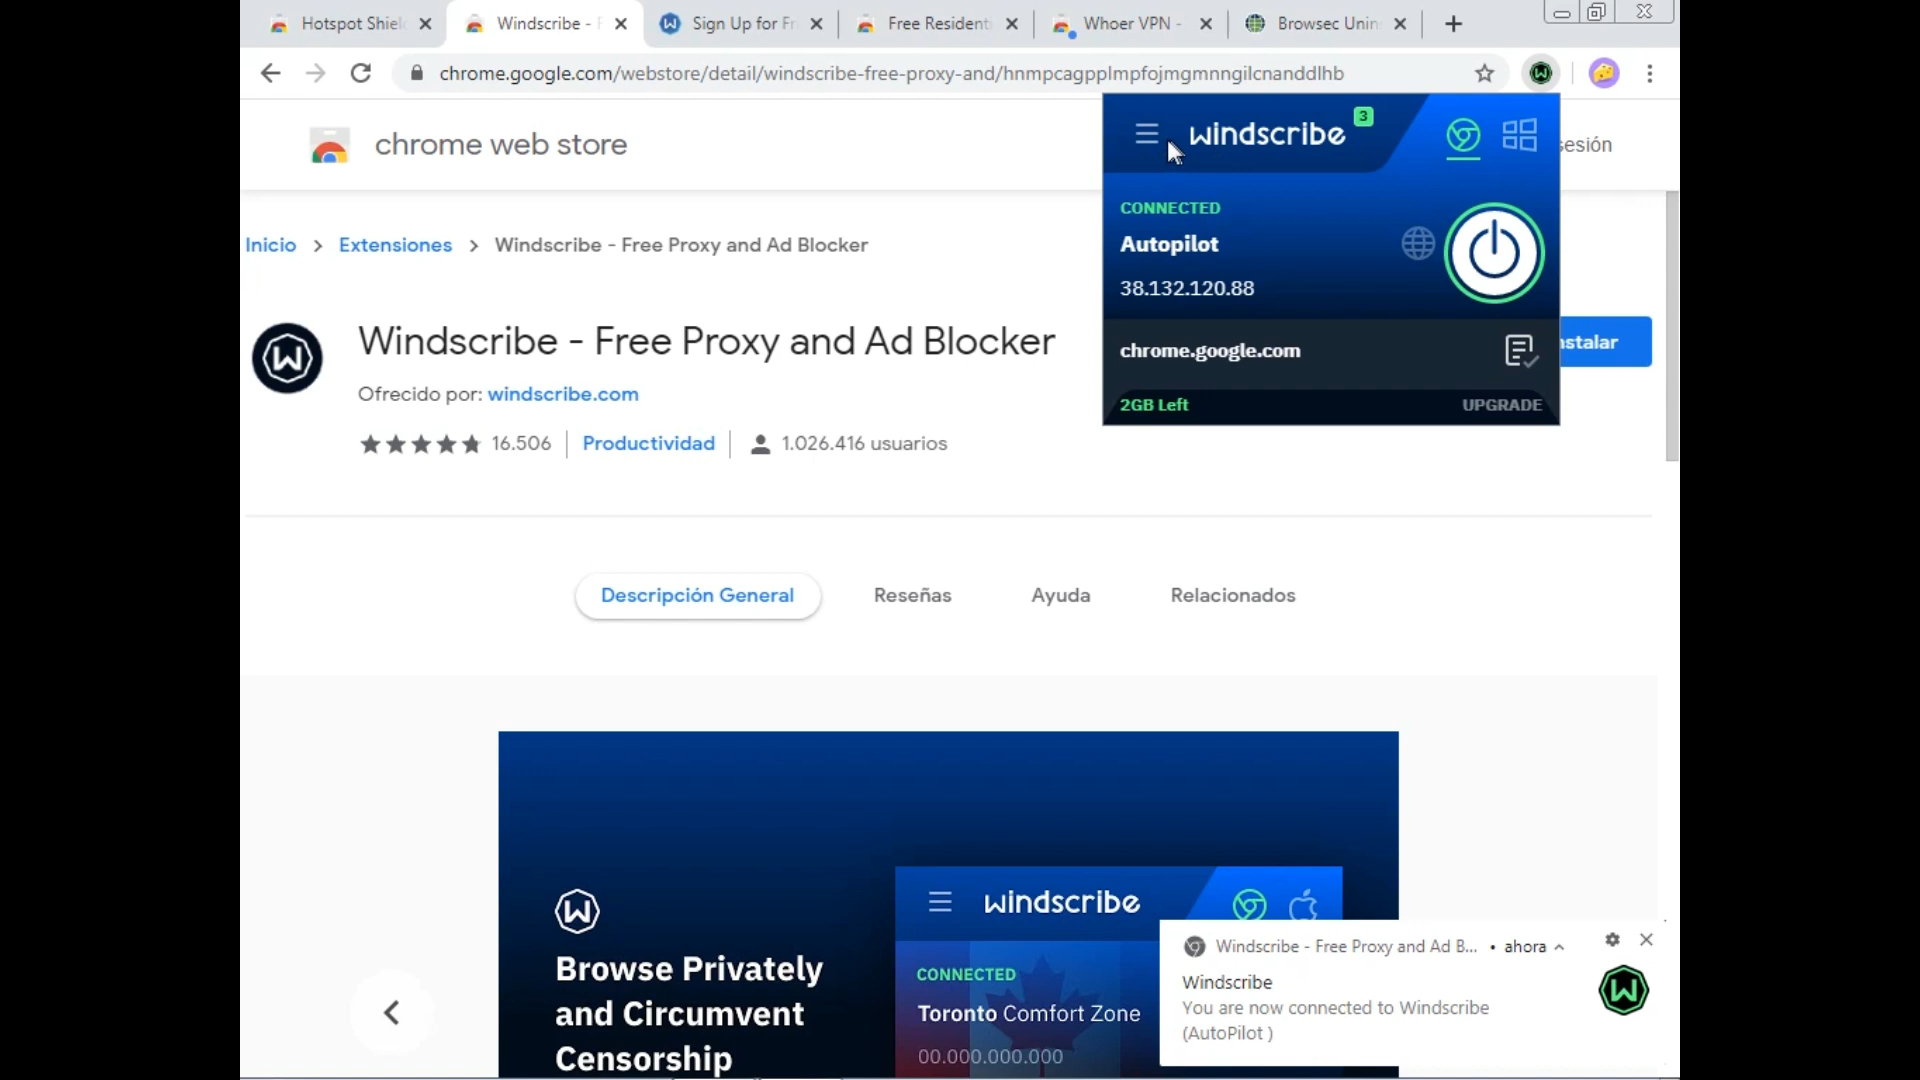 Hotspot Shiel
Windscribe - F
Sign Up for Fr
Free Resident
Whoer VPN -
Browsec Unin
chrome.google.com/webstore/detail/windscribe-free-proxy-and/hnmpcagpplmpfojmgmnngilcnanddlhb
chrome web store
sesión
windscribe
3
CONNECTED
Autopilot
38.132.120.88
chrome.google.com
2GB Left
UPGRADE
Inicio > Extensiones > Windscribe - Free Proxy and Ad Blocker
Windscribe - Free Proxy and Ad Blocker
nstalar
Ofrecido por: windscribe.com
16.506
Productividad
1.026.416 usuarios
Descripción General
Reseñas
Ayuda
Relacionados
Browse Privately
and Circumvent
Censorship
windscribe
CONNECTED
Toronto Comfort Zone
00.000.000.000
Windscribe - Free Proxy and Ad B... • ahora
Windscribe
You are now connected to Windscribe
(AutoPilot )